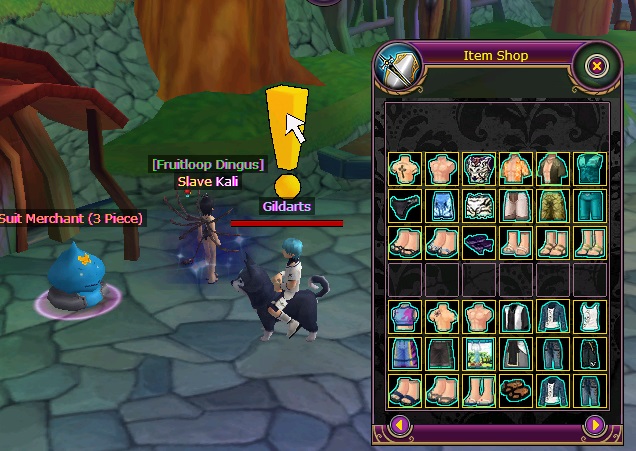 Item Shop
[Fruitloop Dingus]
Slave Kali
Gildarts
Suit Merchant (3 Piece)